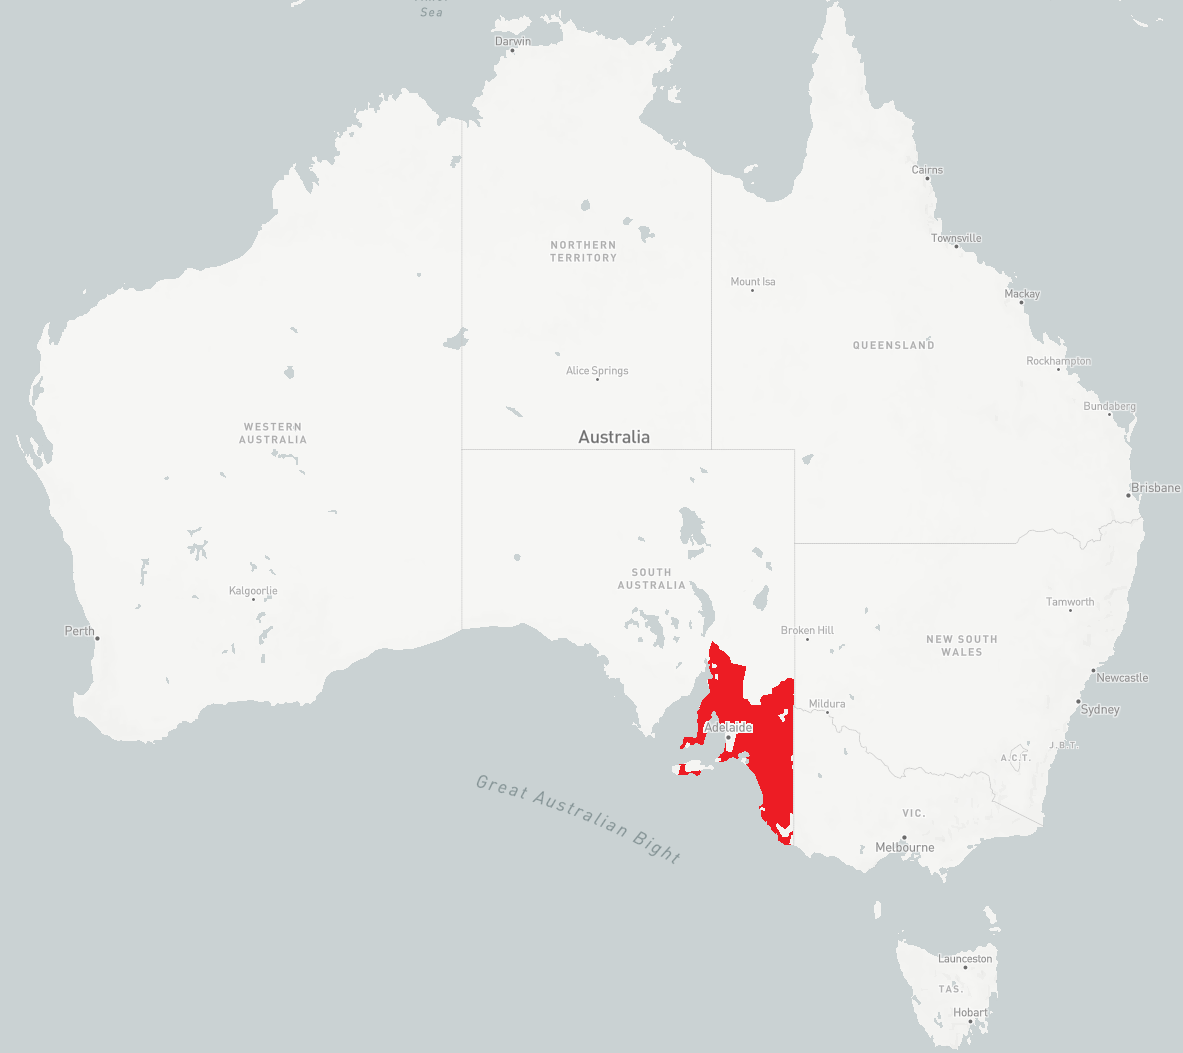 Sea
Darwin
Cairns
NORTHERN
TERRITORY
Townsville
Mount Isa
Mackay
QUEENSLAND
Rockhampton
Alice Springs
Bundaberg
WESTERN
AUSTRALIA
Australia
Brisbane
SOUTH
AUSTRALIA
Kalgoorlie
Tamworth
Perth
Broken Hill
NEW SOUTH
WALES
Newcastle
Mildura
Sydney
Adelaide
J.B.T.
A.C.T.
Great Australian Bight
VIC.
Melbourne
Launceston
TAS.
Hobart